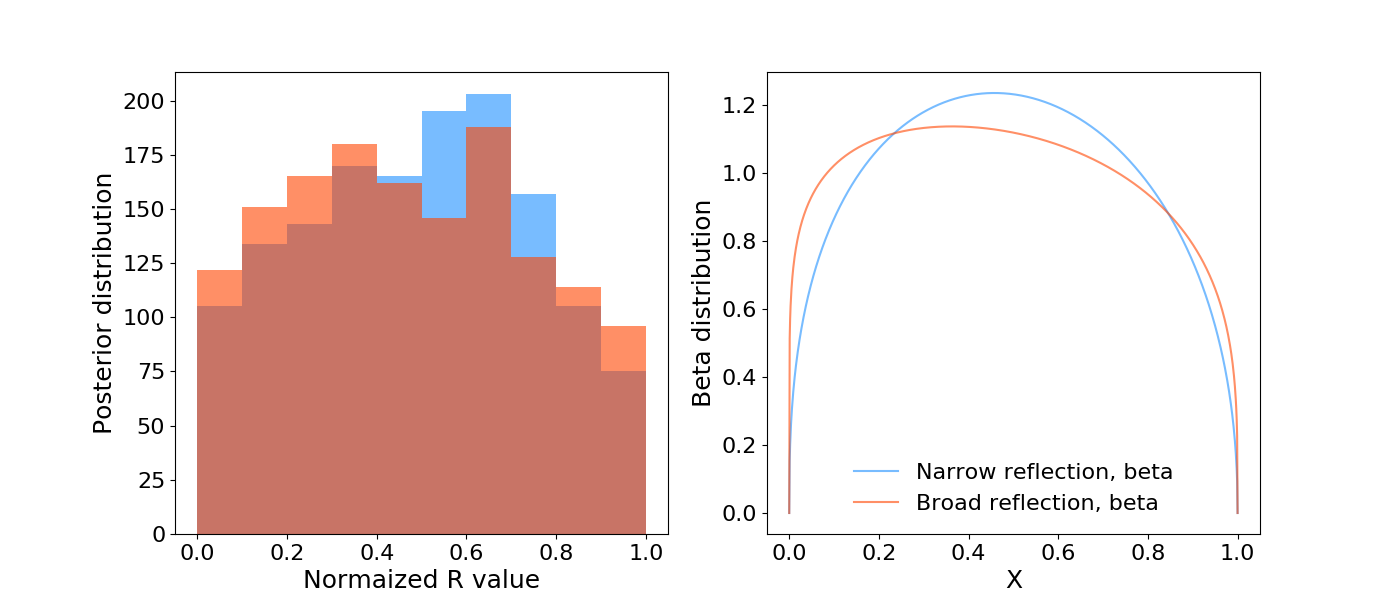 Posterior distribution
200
175
150
125
100
75
50
25
0
0.0 0.2 0.4 0.6 0.8 1.0
Normaized R value
Beta distribution
1.2
1.0
0.8
0.6
0.4
0.2
0.0
Narrow reflection, beta
Broad reflection, beta
0.0 0.2 0.4 0.6 0.8 1.0
X